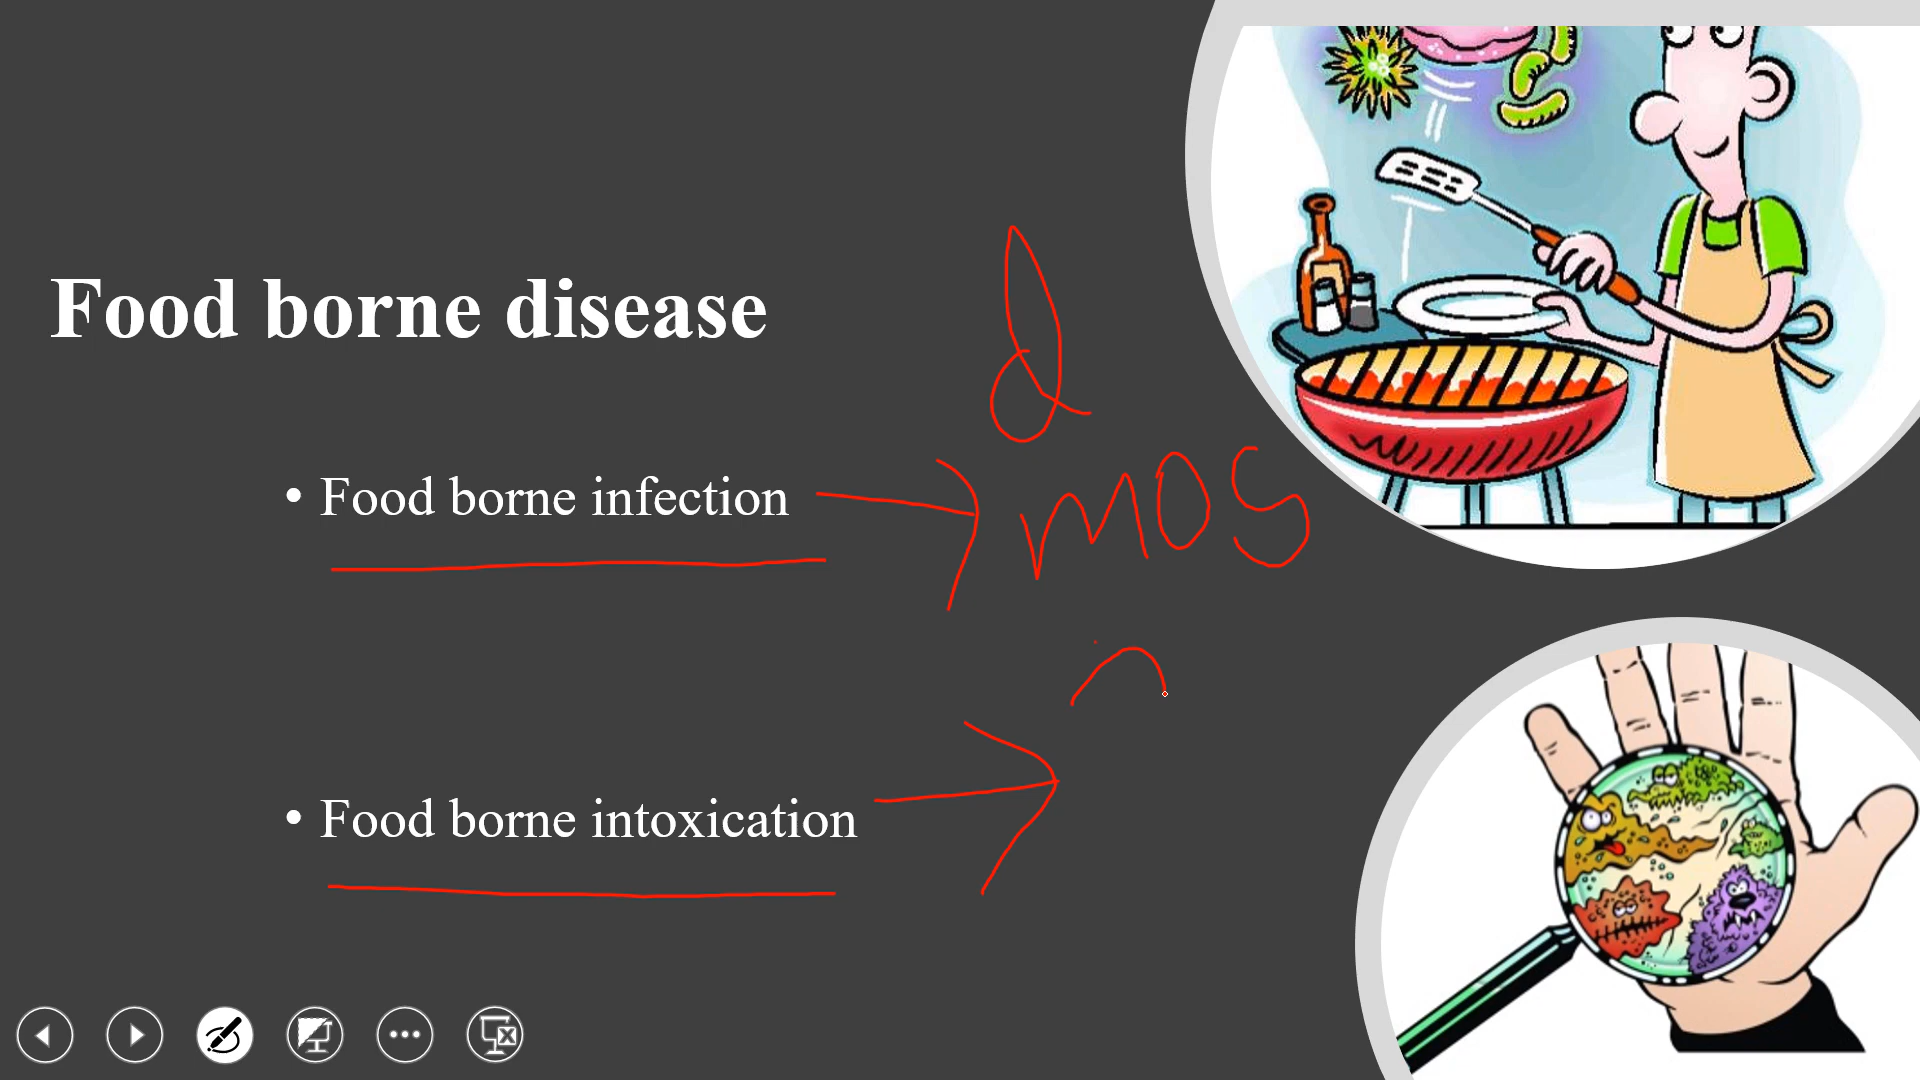 Food borne disease
d
• Food borne infection
mos
• Food borne intoxication